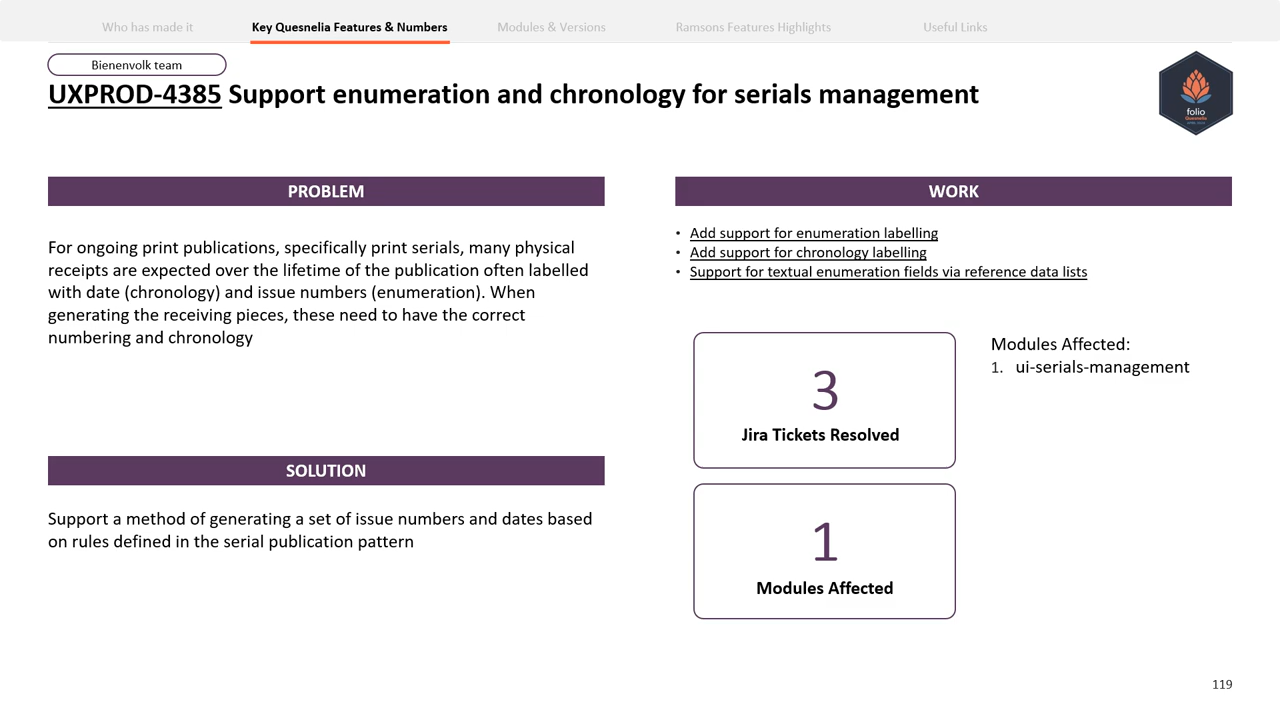 Who has made it
Key Quesnelia Features & Numbers
Modules & Versions
Ramsons Features Highlights
Useful Links
Bienenvolk team
UXPROD-4385 Support enumeration and chronology for serials management
folio
Quesnelia
PROBLEM
For ongoing print publications, specifically print serials, many physical
receipts are expected over the lifetime of the publication often labelled
with date (chronology) and issue numbers (enumeration). When
generating the receiving pieces, these need to have the correct
numbering and chronology
SOLUTION
Support a method of generating a set of issue numbers and dates based
on rules defined in the serial publication pattern
WORK
• Add support for enumeration labelling
• Add support for chronology labelling
• Support for textual enumeration fields via reference data lists
3
Jira Tickets Resolved
1
Modules Affected
Modules Affected:
1. ui-serials-management
119